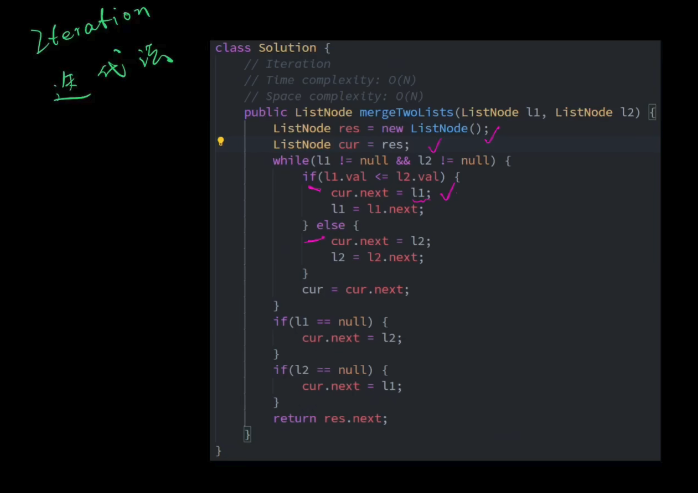 Iteration
迭代法
class Solution {
// Iteration
// Time complexity: O(N)
// Space complexity: O(N)
public ListNode mergeTwoLists(ListNode l1, ListNode l2) {
ListNode res = new ListNode();
ListNode cur = res;
while(l1 != null && l2 != null) {
if(l1.val <= l2.val) {
cur.next = l1;
l1 = l1.next;
} else {
cur.next = l2;
l2 = l2.next;
}
cur = cur.next;
}
if(l1 == null) {
cur.next = l2;
}
if(l2 == null) {
cur.next = l1;
}
return res.next;
}
}